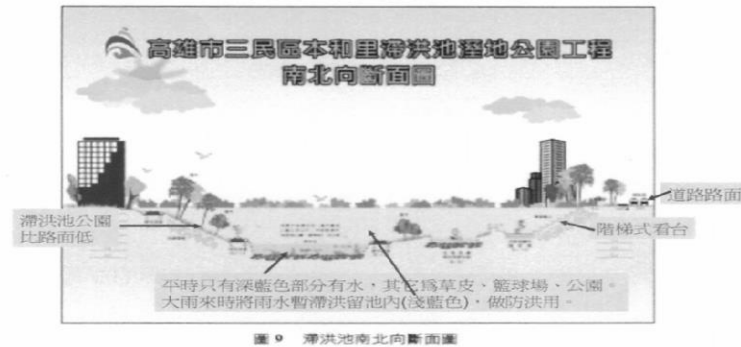 高雄市三民區本和里滯洪池溼地公園工程
南北向斷面圖
道路路面
滯洪池公園
比路面低
階梯式看台
平時只有深藍色部分有水，其它為草皮、籃球場、公園。
大雨來時將雨水暫滯洪留池內(淺藍色)，做防洪用。
圖 9 滯洪池南北向斷面圖